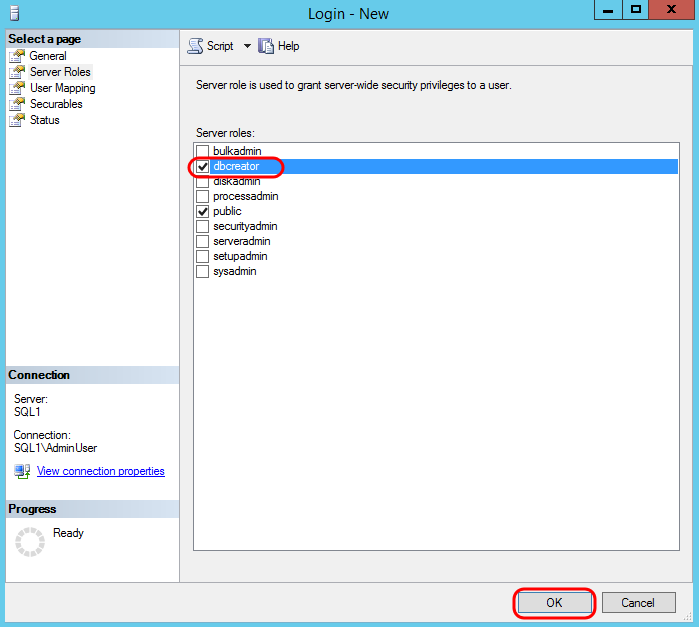 Login - New
Select a page
General
Server Roles
User Mapping
Securables
Status
Script
Help
Server role is used to grant server-wide security privileges to a user.
Server roles:
bulkadmin
dbcreator
diskadmin
processadmin
public
securityadmin
serveradmin
setupadmin
sysadmin
Connection
Server:
SQL1
Connection:
SQL1\AdminUser
View connection properties
Progress
Ready
OK
Cancel